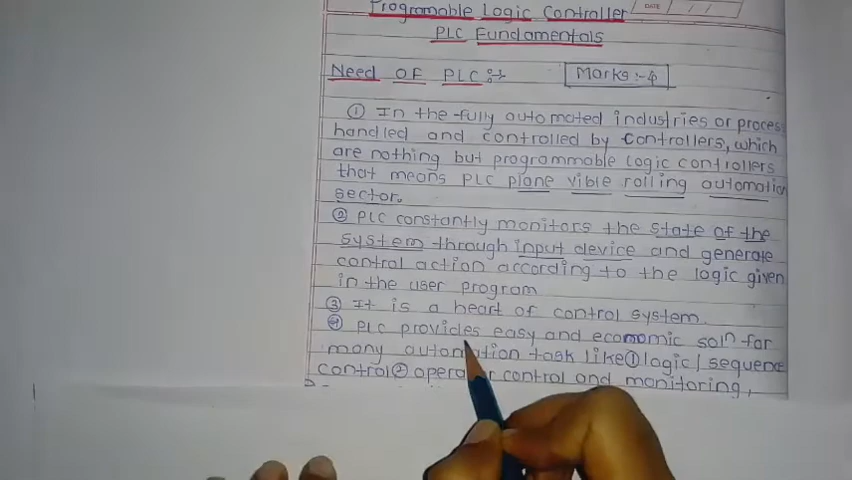 Programable Logic Controller
DATE / /
PLC Fundamentals
Need OF PLC :→ Marks :- 4
① In the fully automated industries or proces
handled and controlled by controllers, which
are nothing but programmable logic controllers
that means PLC plane vible rolling automatio
sector.
② PLC constantly monitors the state of the
system through input device and generate
control action according to the logic given
in the user program
③ It is a heart of control system.
④ PLC provides easy and economic solⁿ for
many automation task like ① logic / sequence
control ② operator control and monitoring,